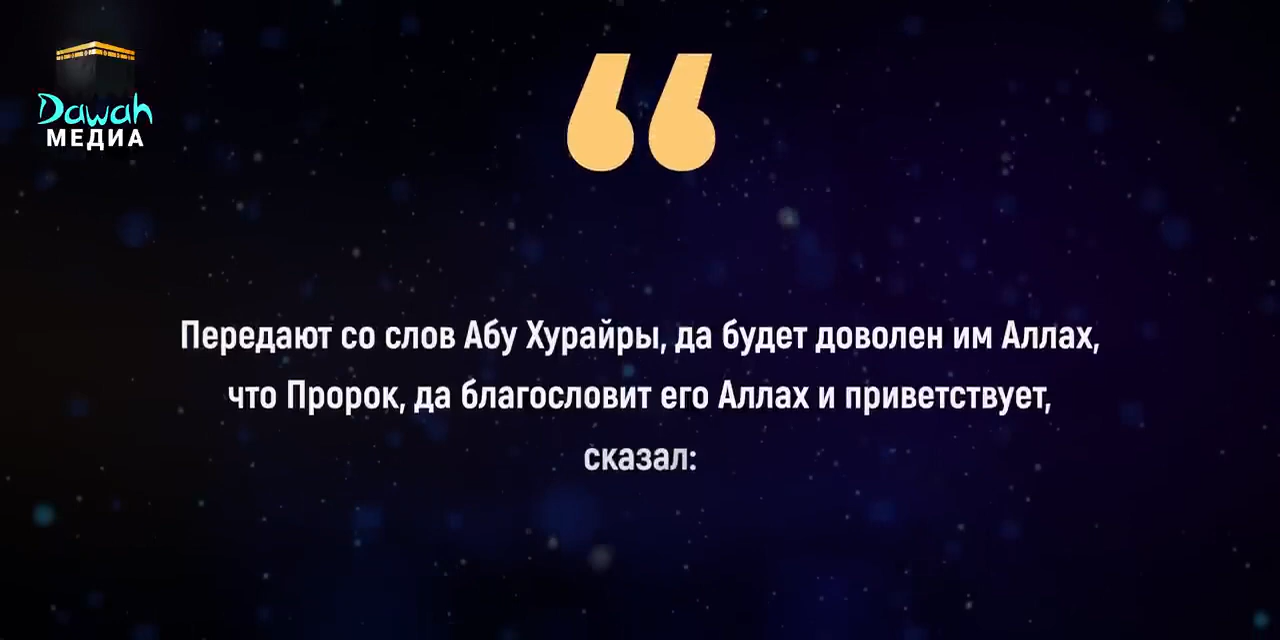 Dawah
МЕДИА
Передают со слов Абу Хурайры, да будет доволен им Аллах,
что Пророк, да благословит его Аллах и приветствует,
сказал: